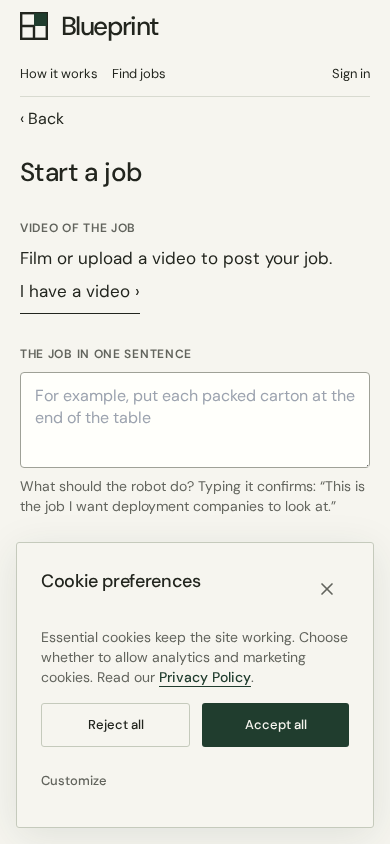 Blueprint
How it works Find jobs Sign in
‹ Back
Start a job
VIDEO OF THE JOB
Film or upload a video to post your job.
I have a video ›
THE JOB IN ONE SENTENCE
For example, put each packed carton at the
end of the table
What should the robot do? Typing it confirms: “This is
the job I want deployment companies to look at.”
Cookie preferences
Essential cookies keep the site working. Choose
whether to allow analytics and marketing
cookies. Read our Privacy Policy.
Reject all Accept all
Customize